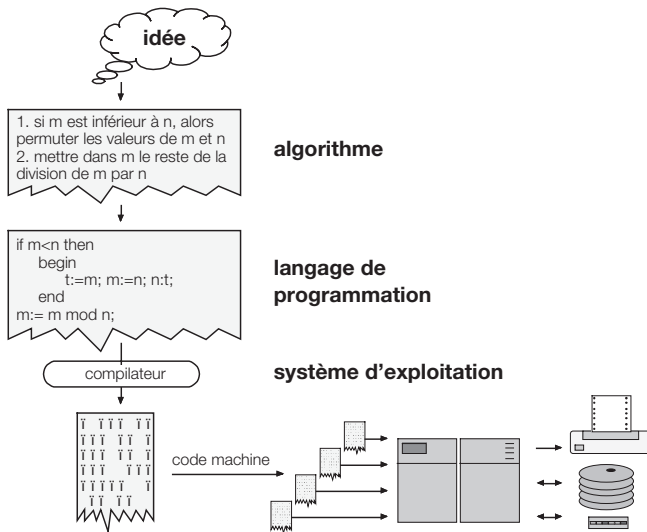 idée
1. si m est inférieur à n, alors
permuter les valeurs de m et n
2. mettre dans m le reste de la
division de m par n
algorithme
if m<n then
begin
t:=m; m:=n; n:t;
end
m:= m mod n;
langage de
programmation
compilateur
système d'exploitation
code machine